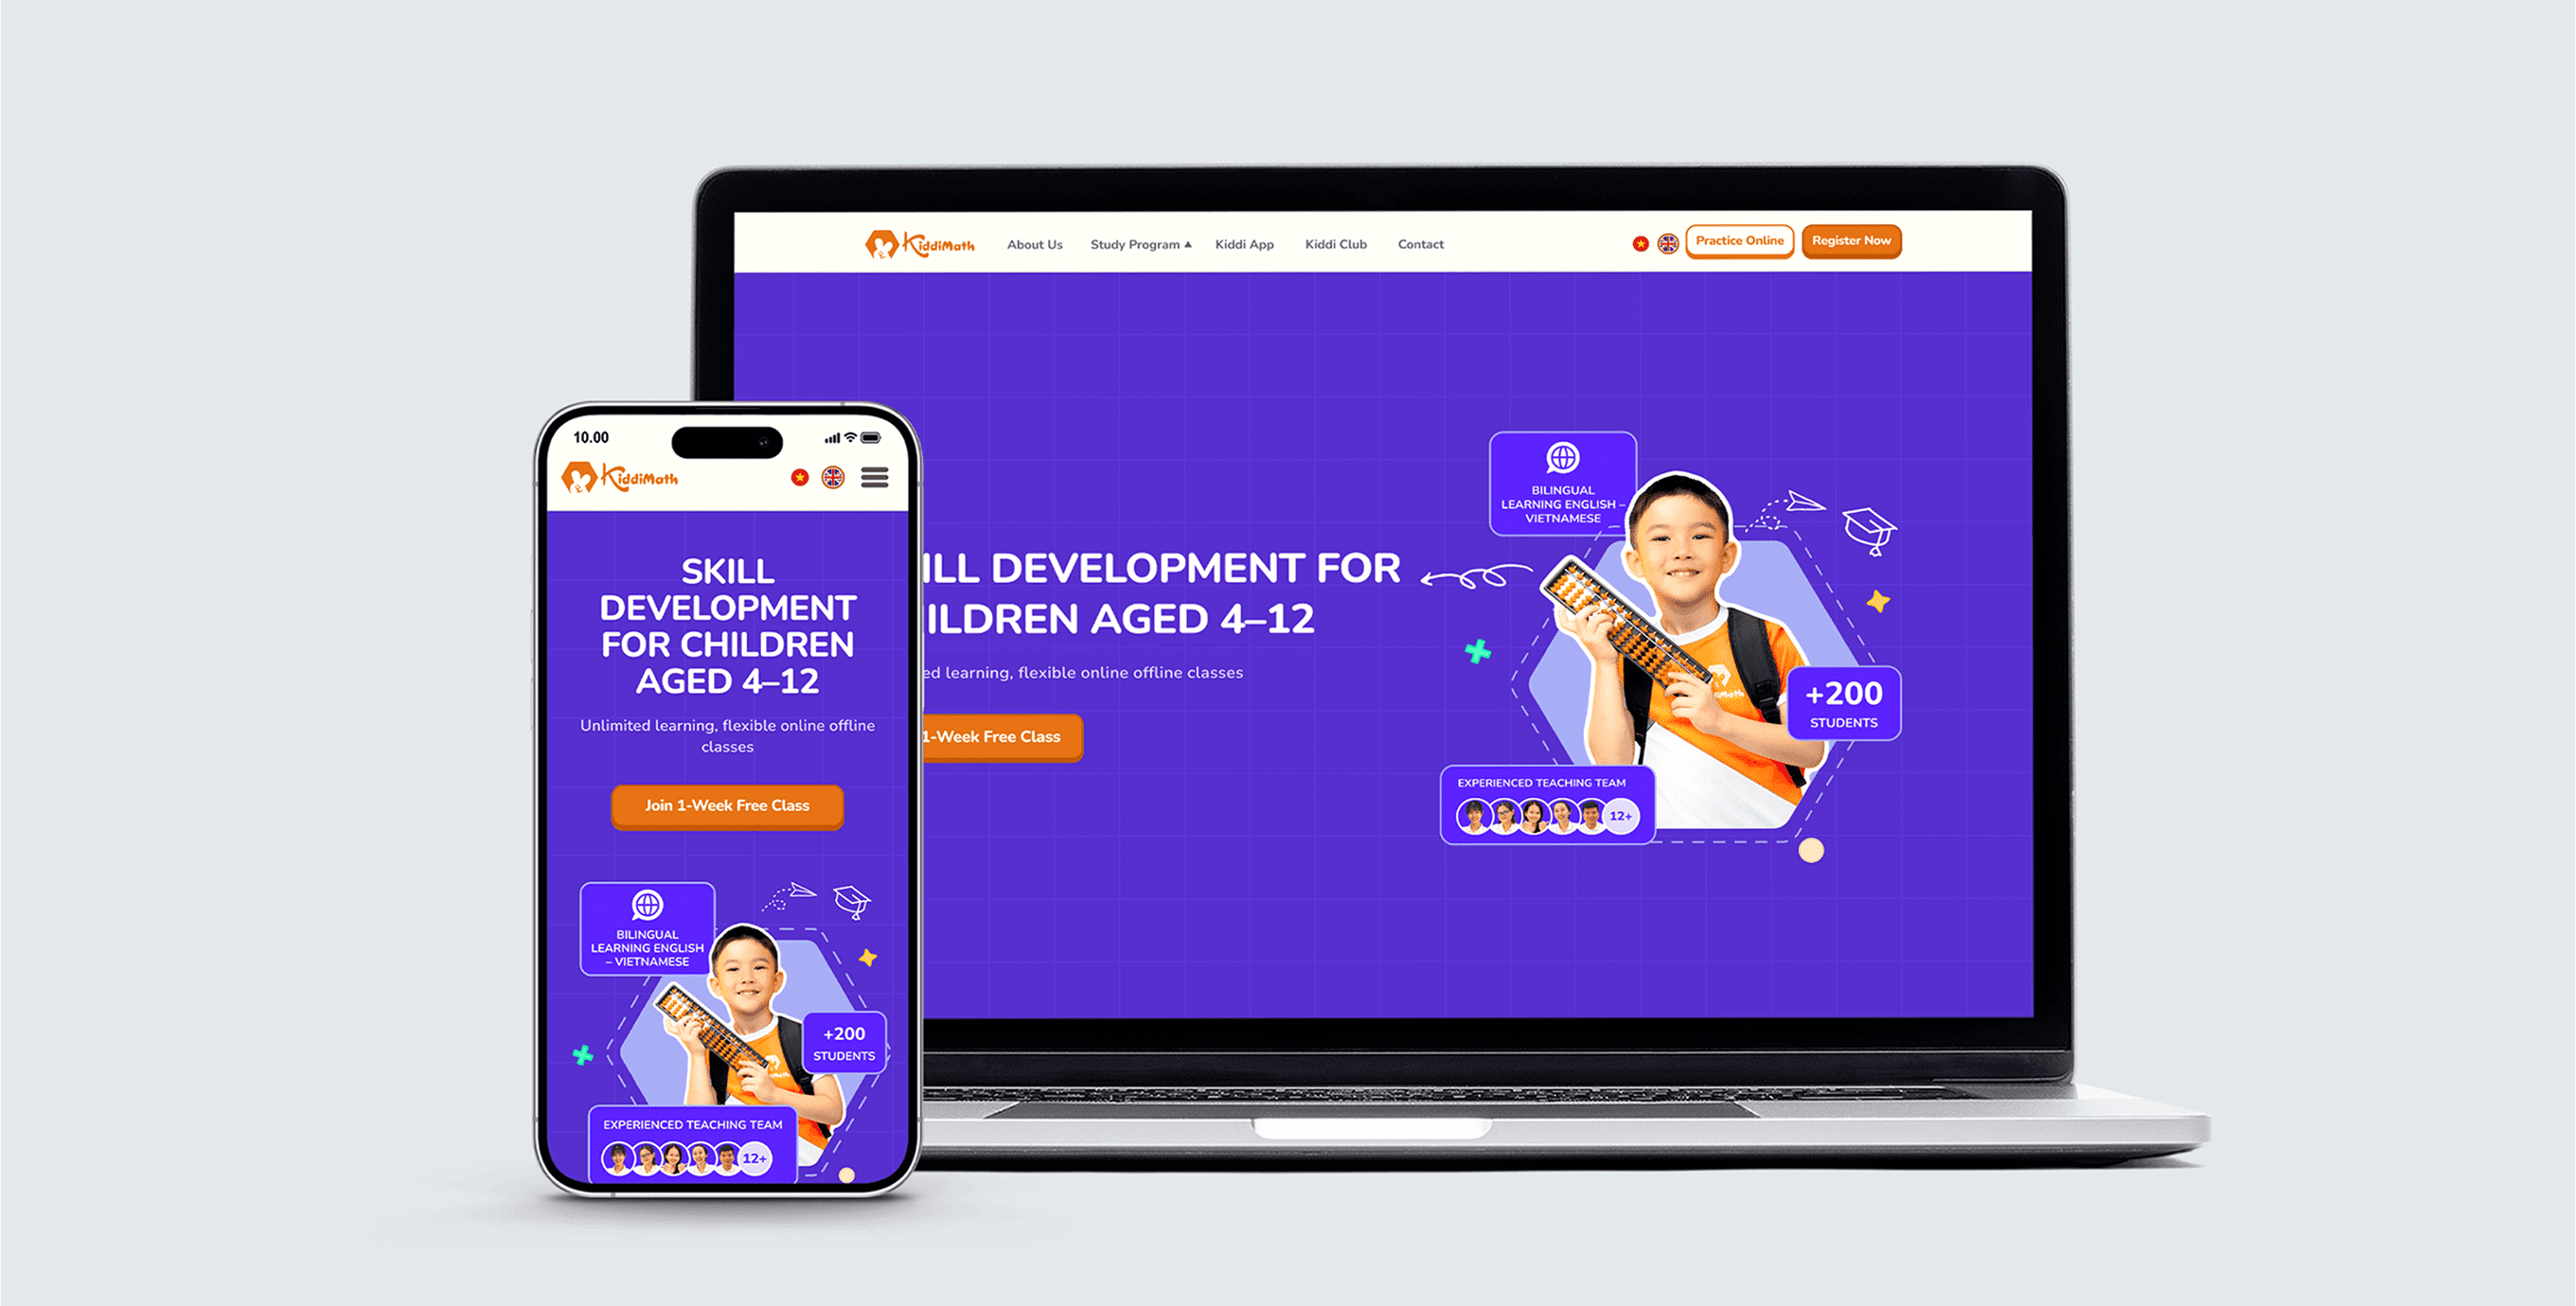 KiddiMath
About Us
Study Program
Kiddi App
Kiddi Club
Contact
Practice Online
Register Now
BILINGUAL
LEARNING ENGLISH –
VIETNAMESE
DEVELOPMENT FOR
AGED 4–12
learning, flexible online offline classes
1-Week Free Class
+200
STUDENTS
EXPERIENCED TEACHING TEAM
12+
10.00
KiddiMath
SKILL
DEVELOPMENT
FOR CHILDREN
AGED 4–12
Unlimited learning, flexible online offline
classes
Join 1-Week Free Class
BILINGUAL
LEARNING ENGLISH
– VIETNAMESE
+200
STUDENTS
EXPERIENCED TEACHING TEAM
12+